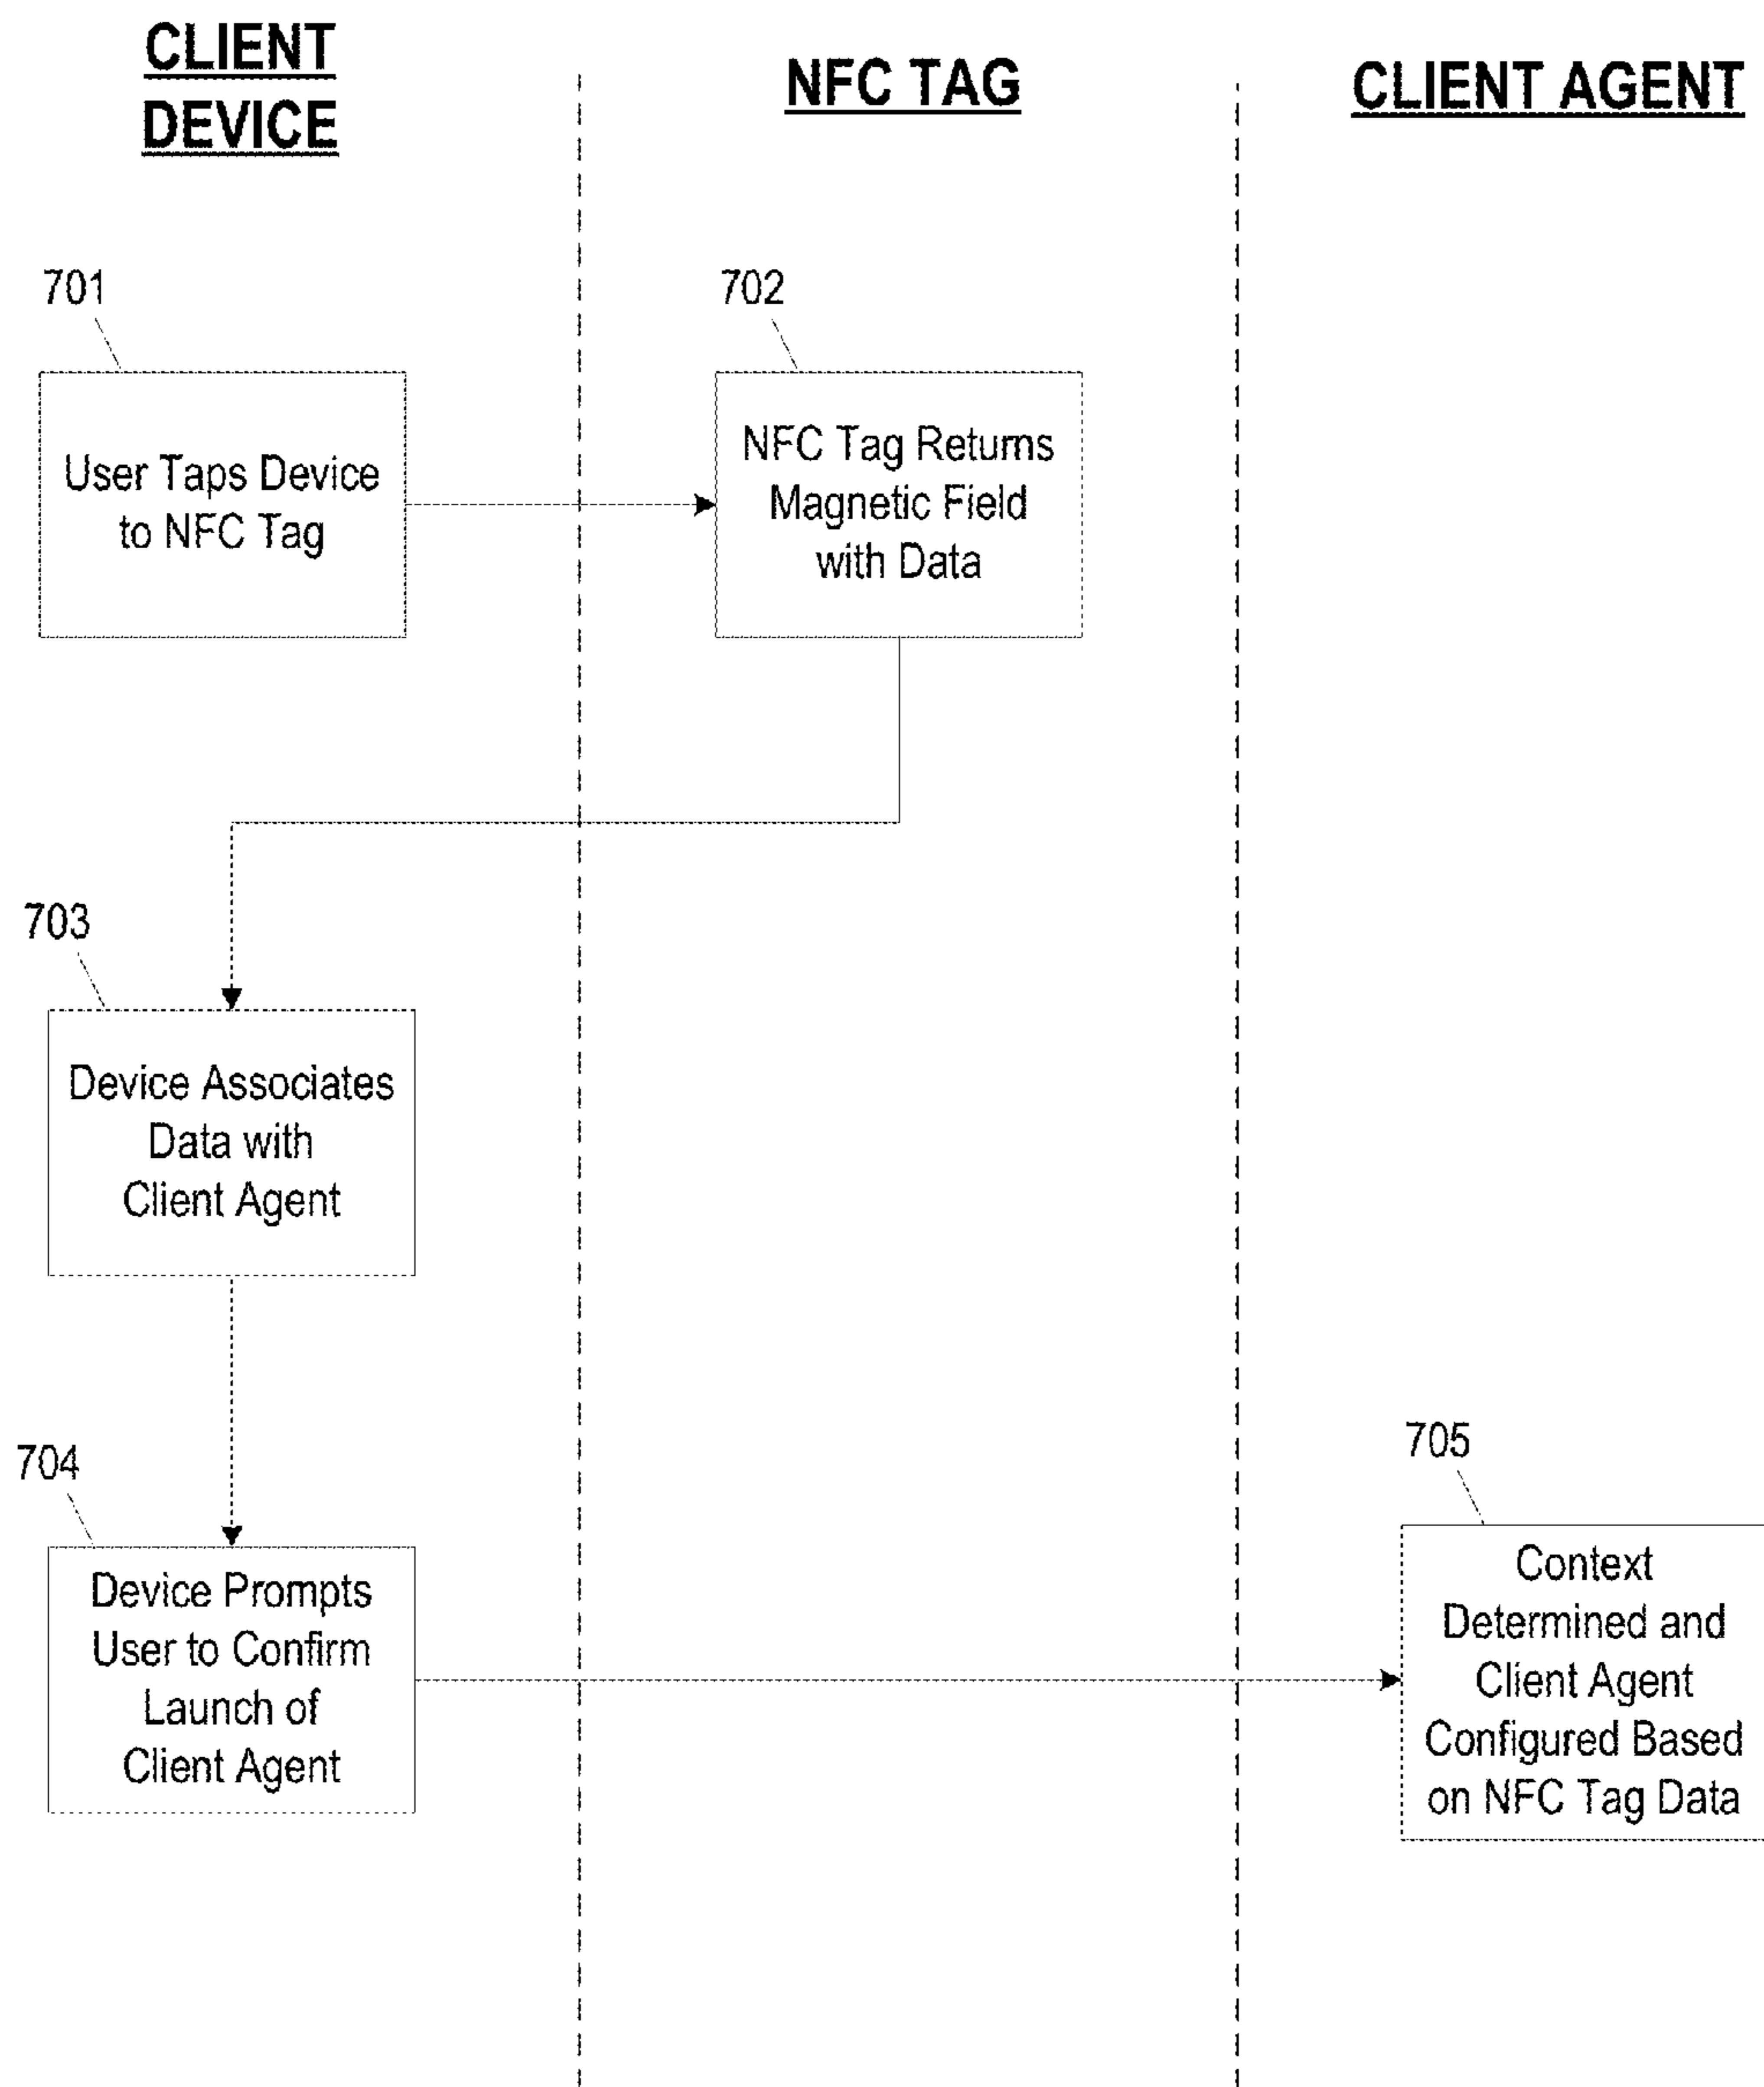 CLIENT
DEVICE
NFC TAG
CLIENT AGENT
701
User Taps Device
to NFC Tag
702
NFC Tag Returns
Magnetic Field
with Data
703
Device Associates
Data with
Client Agent
704
Device Prompts
User to Confirm
Launch of
Client Agent
705
Context
Determined and
Client Agent
Configured Based
on NFC Tag Data